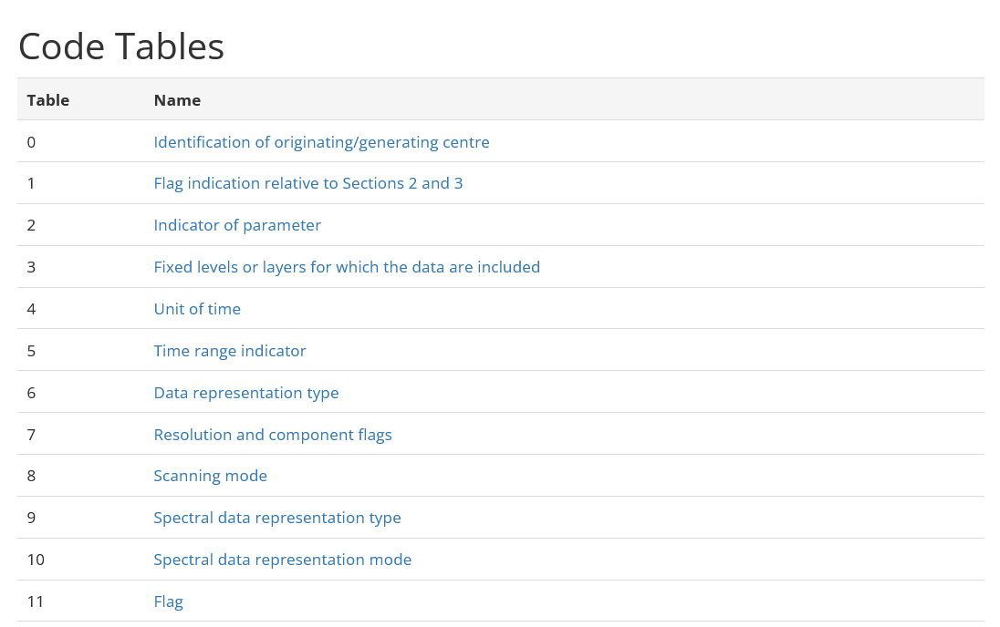 Code Tables
Table Name
0 Identification of originating/generating centre
1 Flag indication relative to Sections 2 and 3
2 Indicator of parameter
3 Fixed levels or layers for which the data are included
4 Unit of time
5 Time range indicator
6 Data representation type
7 Resolution and component flags
8 Scanning mode
9 Spectral data representation type
10 Spectral data representation mode
11 Flag